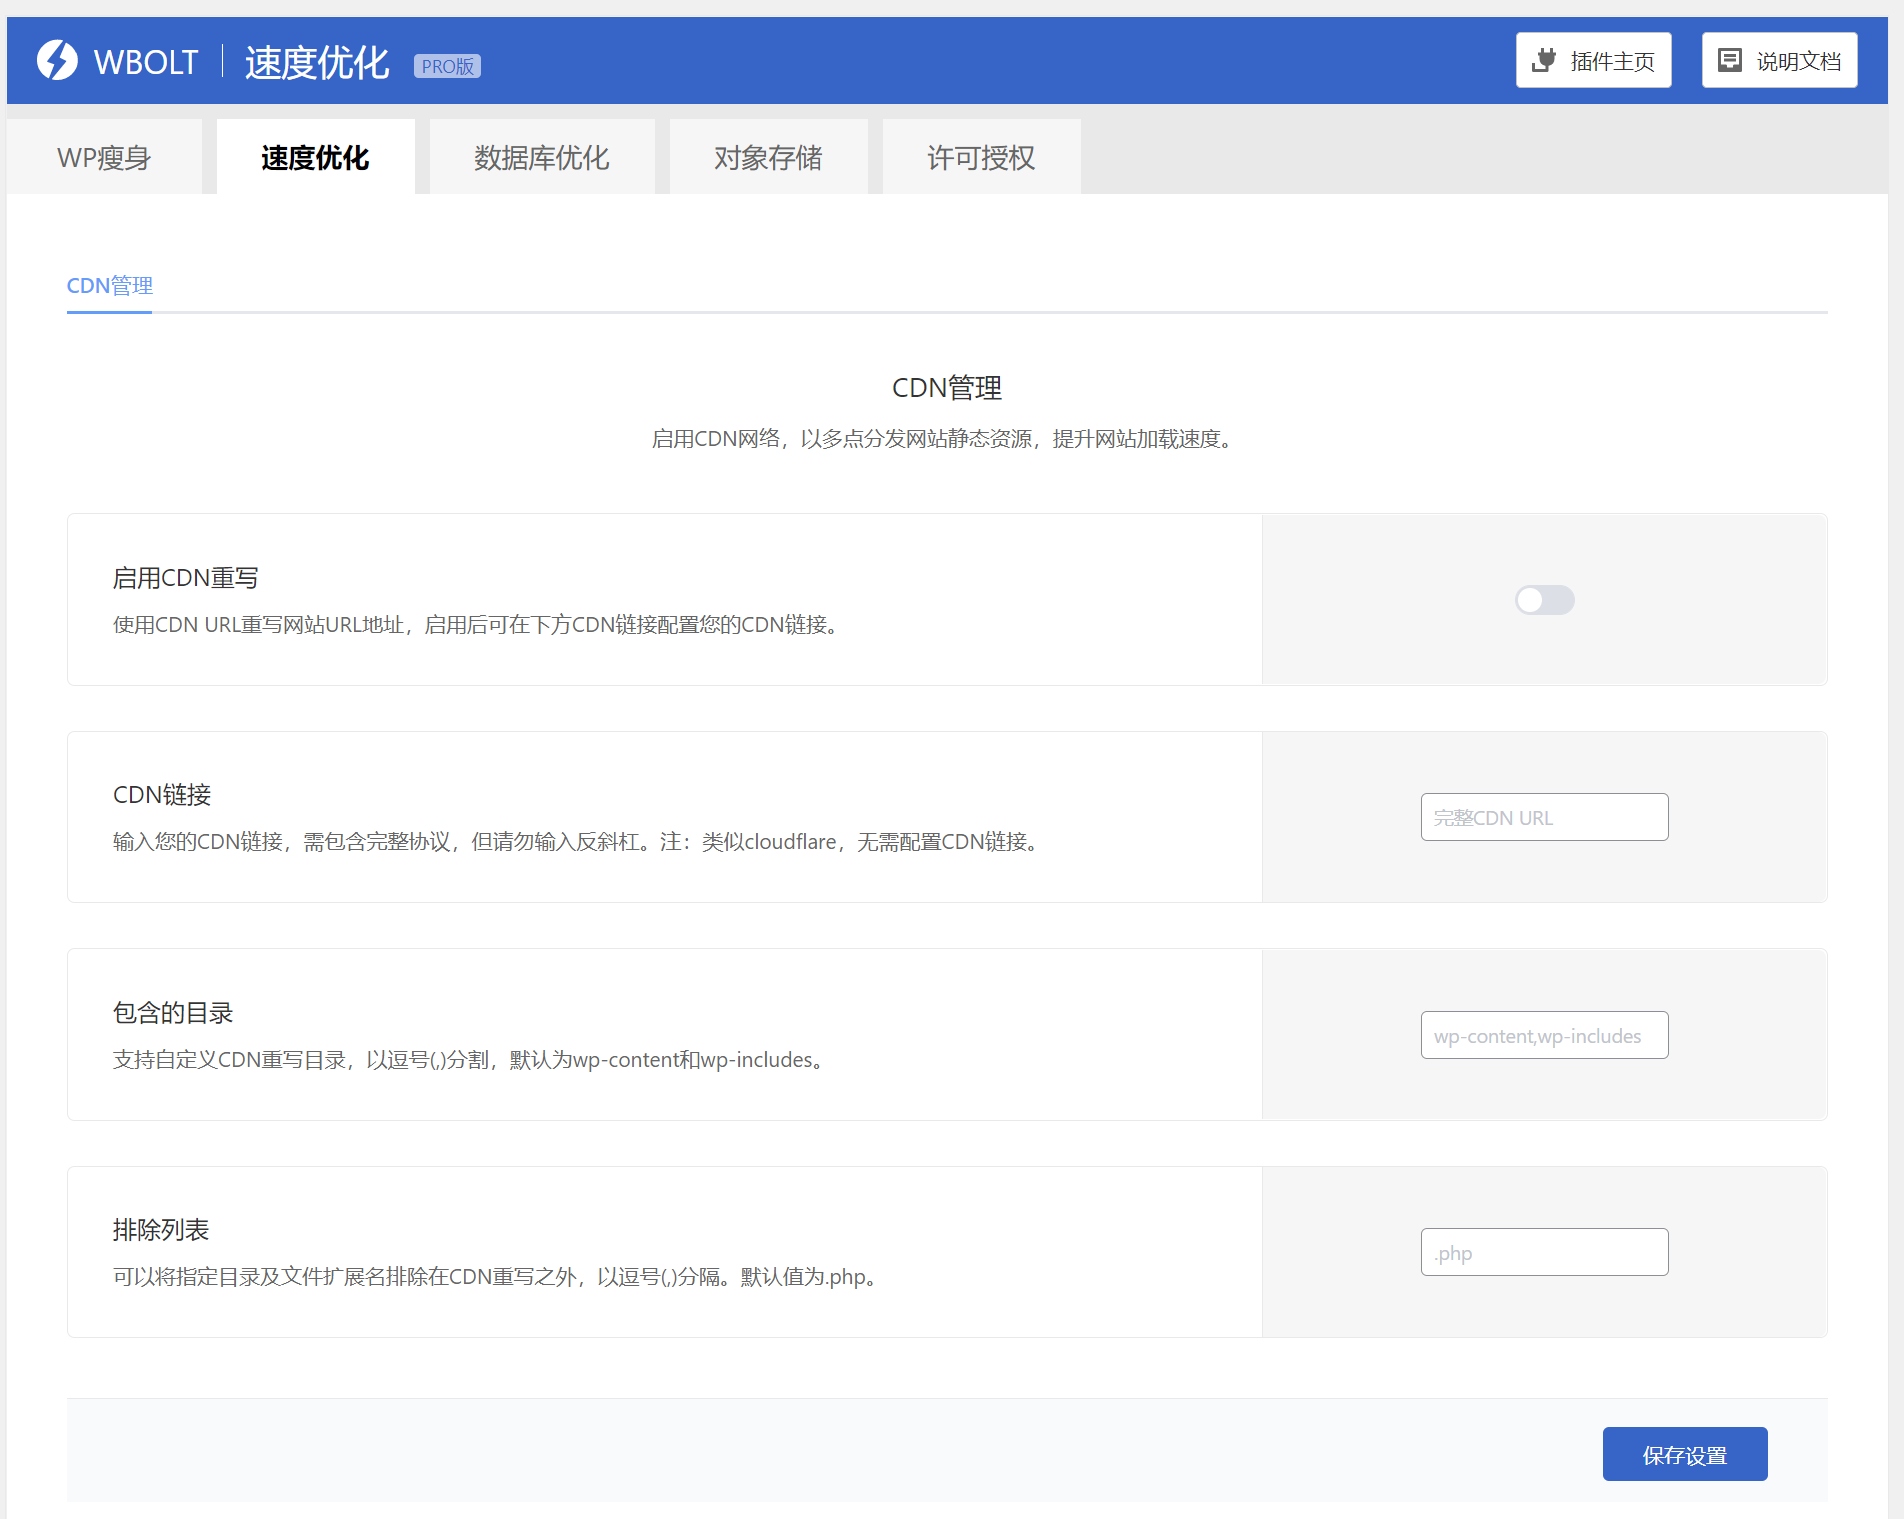 WBOLT 速度优化 PRO版 插件主页 说明文档
WP瘦身 速度优化 数据库优化 对象存储 许可授权
CDN管理
CDN管理
启用CDN网络，以多点分发网站静态资源，提升网站加载速度。
启用CDN重写
使用CDN URL重写网站URL地址，启用后可在下方CDN链接配置您的CDN链接。
CDN链接
输入您的CDN链接，需包含完整协议，但请勿输入反斜杠。注：类似cloudflare，无需配置CDN链接。
完整CDN URL
包含的目录
支持自定义CDN重写目录，以逗号(,)分割，默认为wp-content和wp-includes。
wp-content,wp-includes
排除列表
可以将指定目录及文件扩展名排除在CDN重写之外，以逗号(,)分隔。默认值为.php。
.php
保存设置